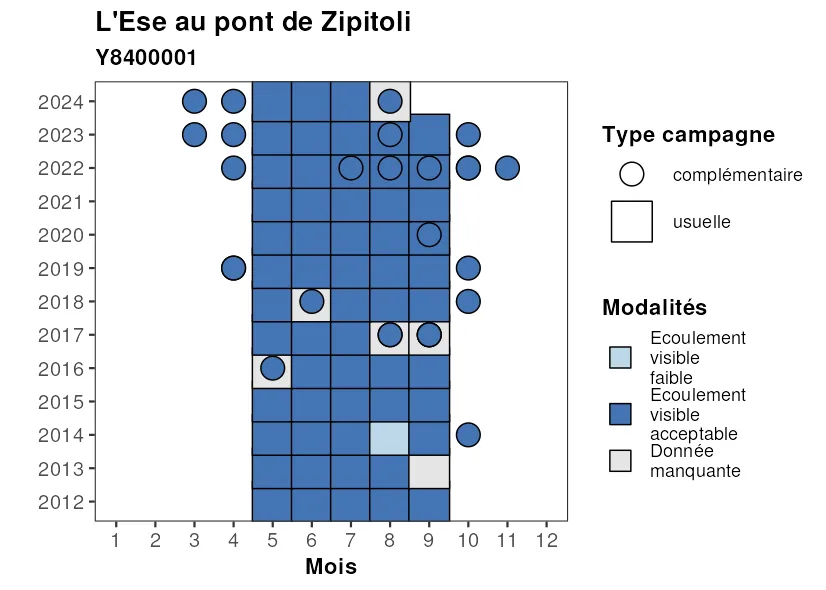 L'Ese au pont de Zipitoli
Y8400001
2024
2023
2022
2021
2020
2019
2018
2017
2016
2015
2014
2013
2012
1 2 3 4 5 6 7 8 9 10 11 12
Mois
Type campagne
complémentaire
usuelle
Modalités
Ecoulement
visible
faible
Ecoulement
visible
acceptable
Donnée
manquante